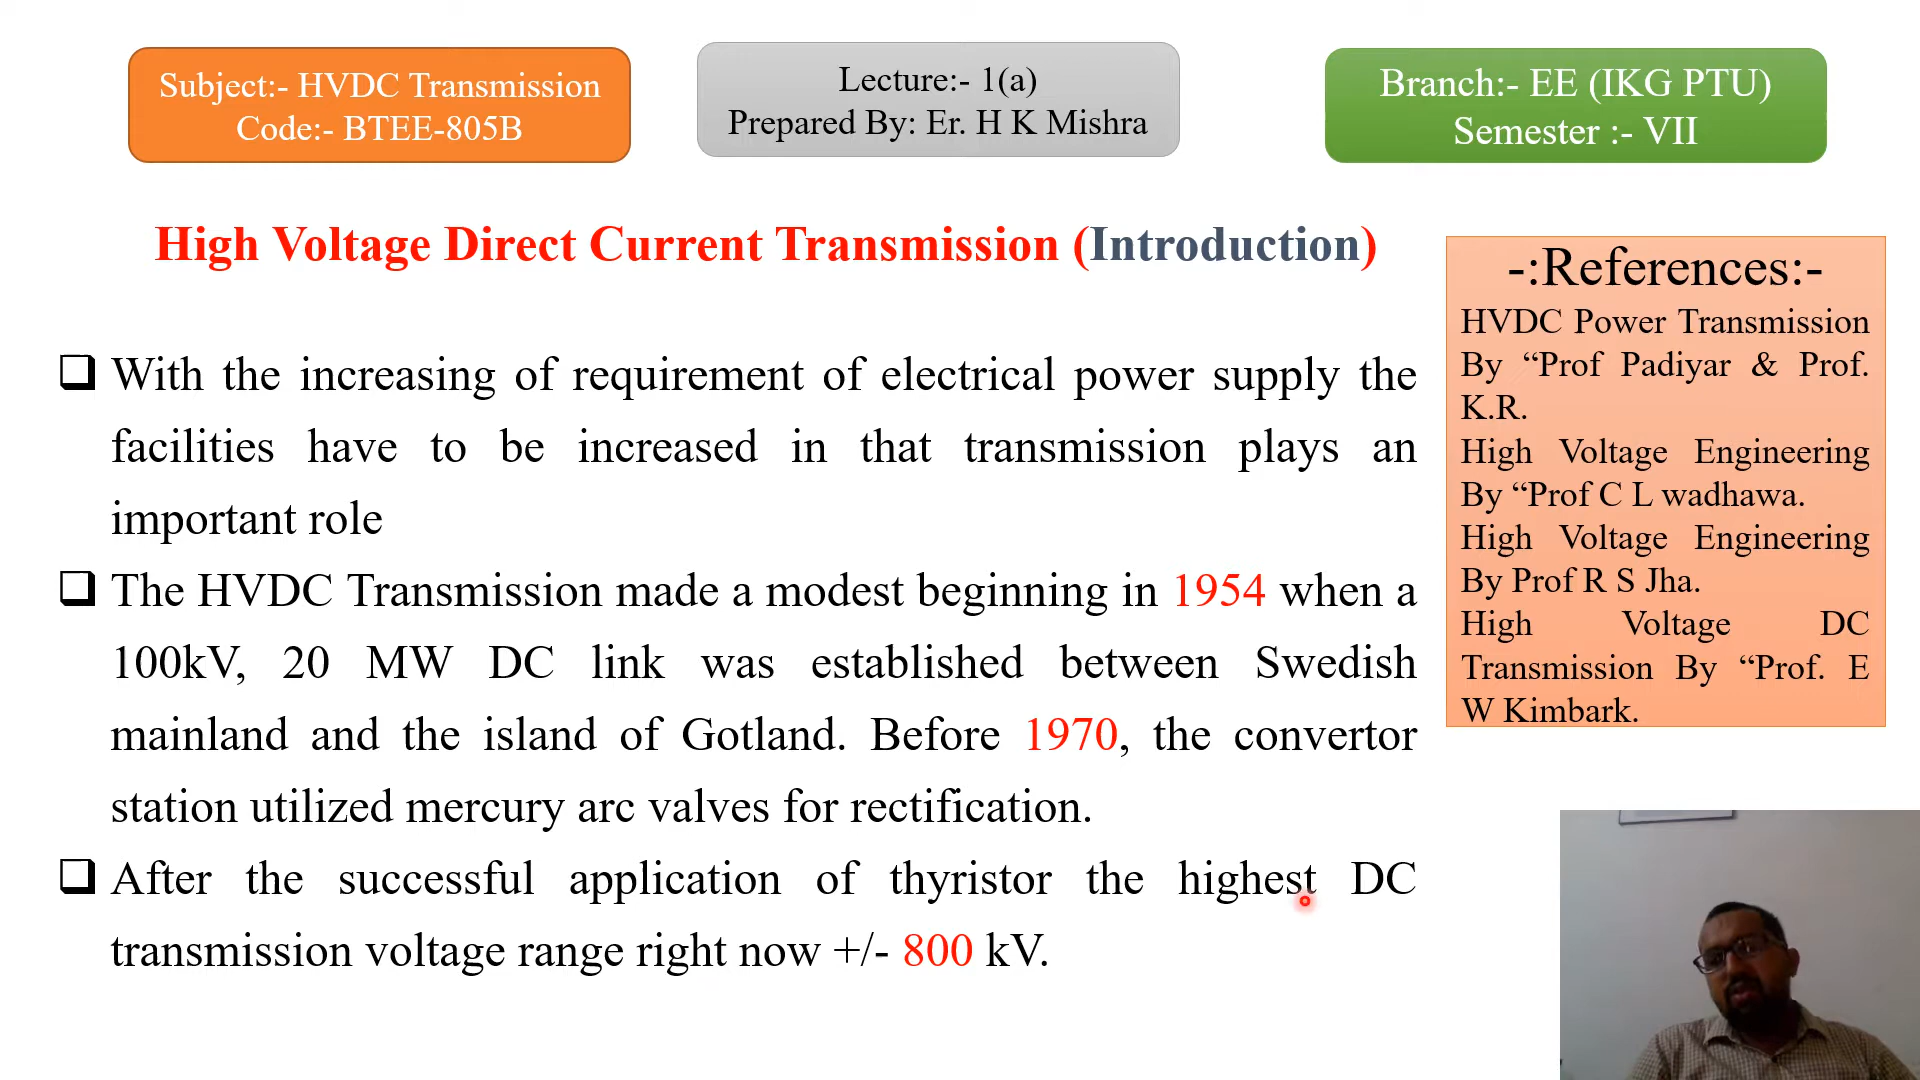 Subject:- HVDC Transmission
Code:- BTEE-805B
Lecture:- 1(a)
Prepared By: Er. H K Mishra
Branch:- EE (IKG PTU)
Semester :- VII
High Voltage Direct Current Transmission (Introduction)
With the increasing of requirement of electrical power supply the
facilities have to be increased in that transmission plays an
important role
The HVDC Transmission made a modest beginning in 1954 when a
100kV, 20 MW DC link was established between Swedish
mainland and the island of Gotland. Before 1970, the convertor
station utilized mercury arc valves for rectification.
After the successful application of thyristor the highest DC
transmission voltage range right now +/- 800 kV.
-:References:-
HVDC Power Transmission
By “Prof Padiyar & Prof.
K.R.
High Voltage Engineering
By “Prof C L wadhawa.
High Voltage Engineering
By Prof R S Jha.
High Voltage DC
Transmission By “Prof. E
W Kimbark.